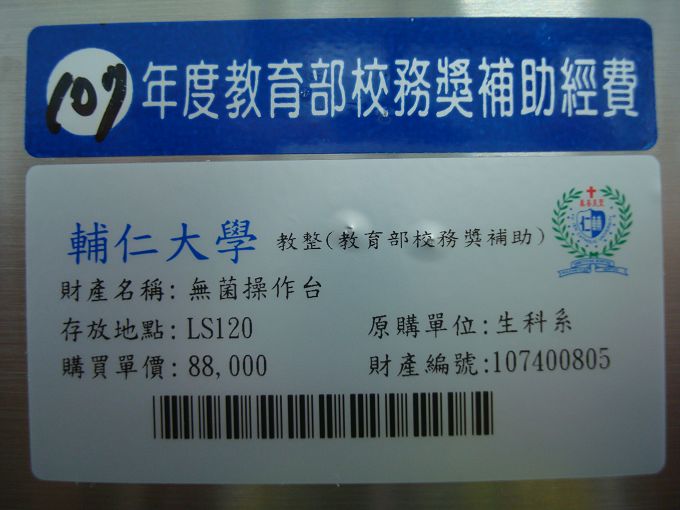 107年度教育部校務獎補助經費
輔仁大學 教整(教育部校務獎補助)
財產名稱: 無菌操作台
存放地點: LS120 原購單位: 生科系
購買單價: 88,000 財產編號:107400805